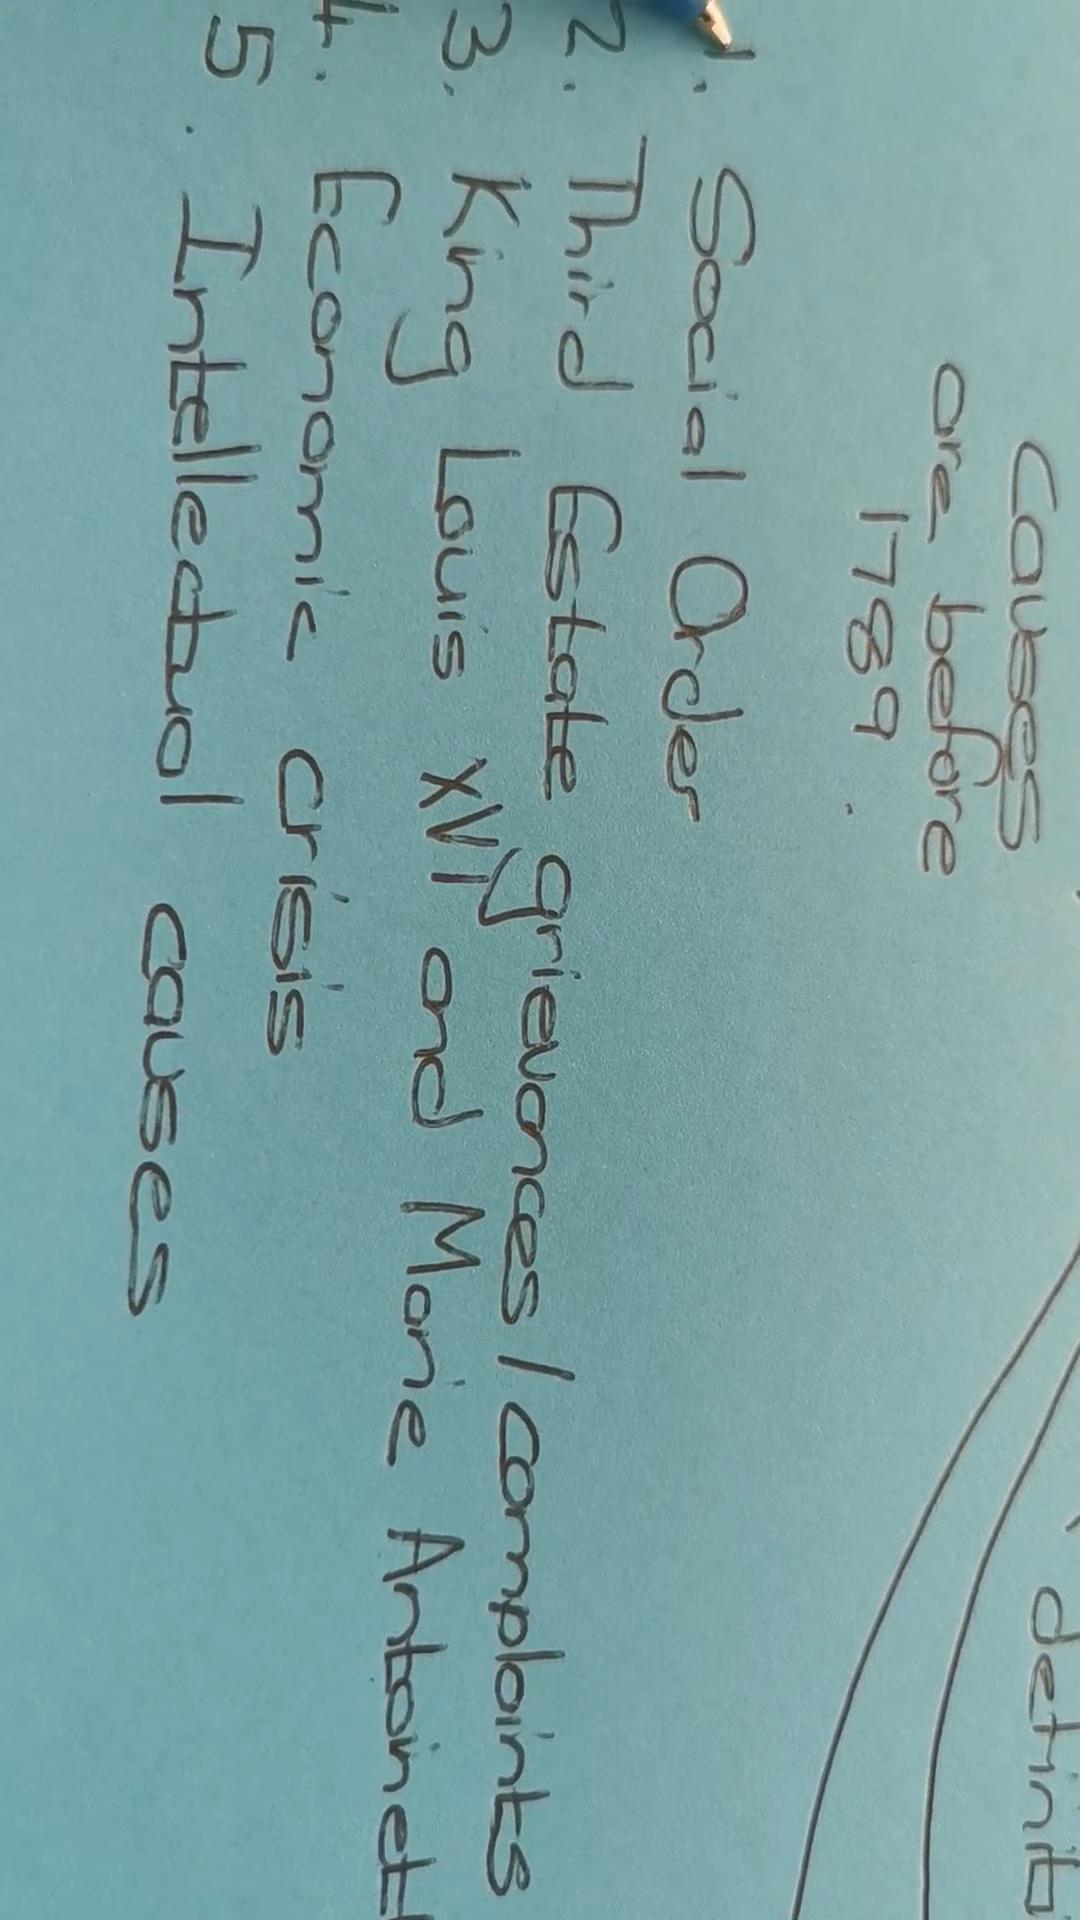 causes
are before
1789.
definit
1. Social Order
2. Third Estate grievances / complaints
3. King Louis XVI and Marie Antoinett
4. Economic crisis
5. Intellectual causes